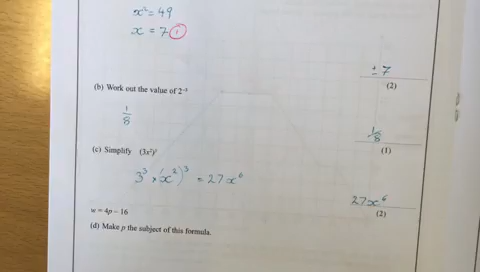 x² = 49
x = 7
± 7
(2)
(b) Work out the value of 2⁻³
1/8
1/8
(1)
(c) Simplify (3x²)³
3³ × (x²)³ = 27x⁶
27x⁶
(2)
w = 4p − 16
(d) Make p the subject of this formula.